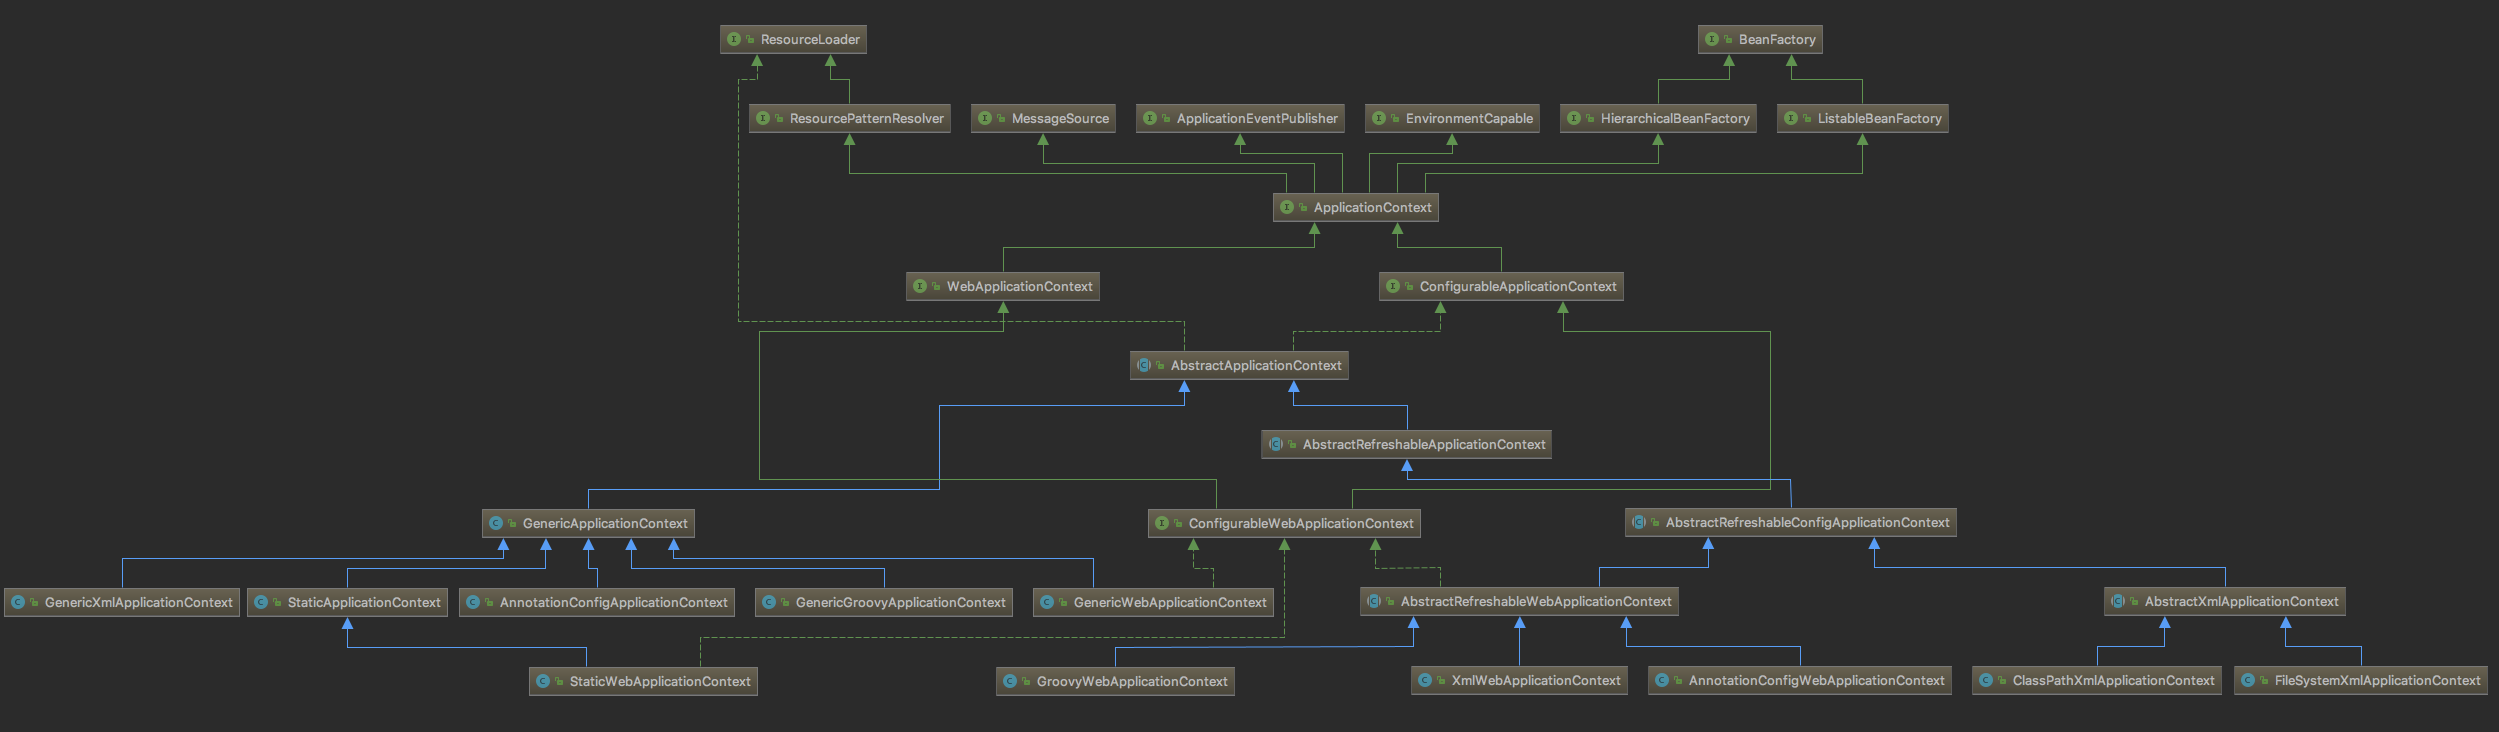 ResourceLoader
BeanFactory
ResourcePatternResolver
MessageSource
ApplicationEventPublisher
EnvironmentCapable
HierarchicalBeanFactory
ListableBeanFactory
ApplicationContext
WebApplicationContext
ConfigurableApplicationContext
AbstractApplicationContext
AbstractRefreshableApplicationContext
GenericApplicationContext
ConfigurableWebApplicationContext
AbstractRefreshableConfigApplicationContext
GenericXmlApplicationContext
StaticApplicationContext
AnnotationConfigApplicationContext
GenericGroovyApplicationContext
GenericWebApplicationContext
AbstractRefreshableWebApplicationContext
AbstractXmlApplicationContext
StaticWebApplicationContext
GroovyWebApplicationContext
XmlWebApplicationContext
AnnotationConfigWebApplicationContext
ClassPathXmlApplicationContext
FileSystemXmlApplicationContext